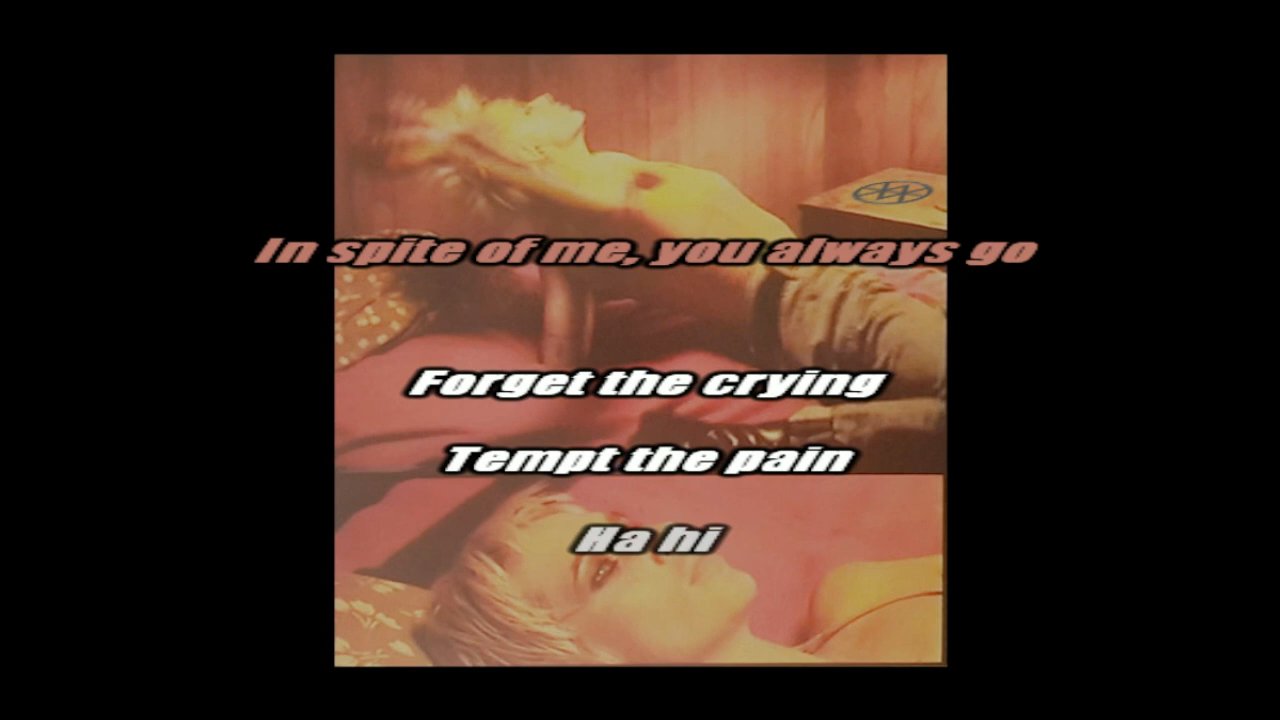 In spite of me, you always go
Forget the crying
Tempt the pain
Ha hi